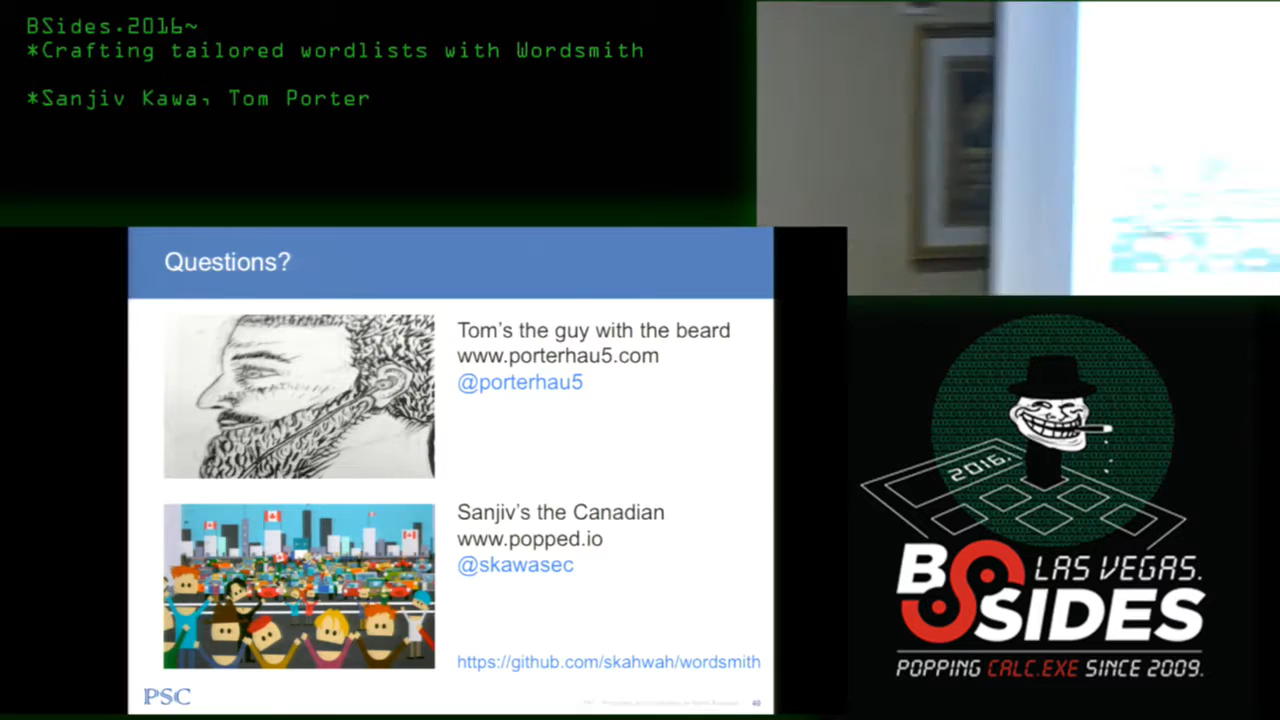 BSides.2016~
*Crafting tailored wordlists with Wordsmith
*Sanjiv Kawa, Tom Porter
Questions?
Tom's the guy with the beard
www.porterhau5.com
@porterhau5
Sanjiv's the Canadian
www.popped.io
@skawasec
https://github.com/skahwah/wordsmith
PSC
40
2016.
BSIDES
LAS VEGAS.
POPPING CALC.EXE SINCE 2009.